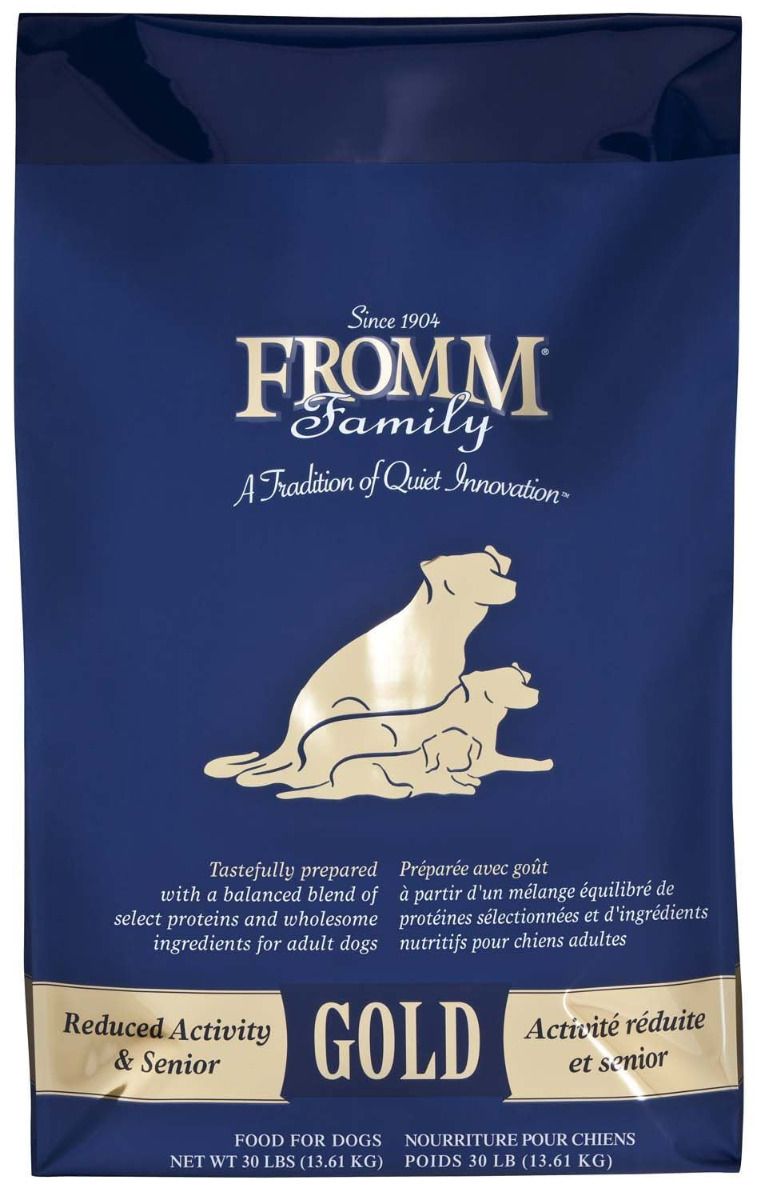 Since 1904
FROMM®
Family
A Tradition of Quiet Innovation™
Tastefully prepared
with a balanced blend of
select proteins and wholesome
ingredients for adult dogs
Préparée avec goût
à partir d'un mélange équilibré de
protéines sélectionnées et d'ingrédients
nutritifs pour chiens adultes
Reduced Activity
& Senior
GOLD
Activité réduite
et senior
FOOD FOR DOGS
NET WT 30 LBS (13.61 KG)
NOURRITURE POUR CHIENS
POIDS 30 LB (13.61 KG)